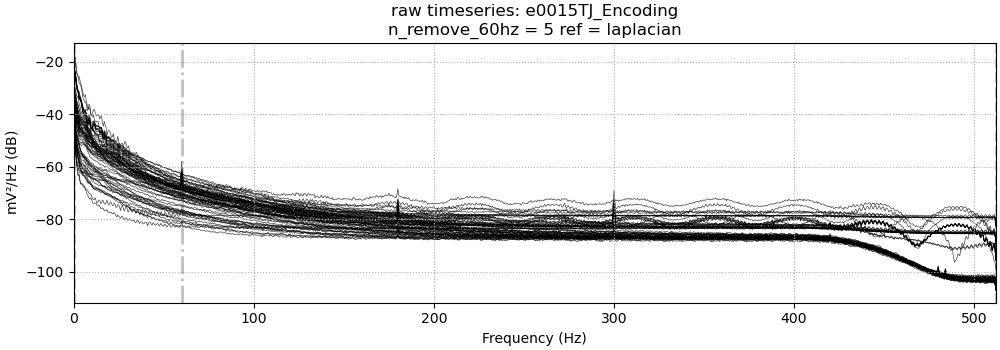 raw timeseries: e0015TJ_Encoding
n_remove_60hz = 5 ref = laplacian
mV²/Hz (dB)
−20
−40
−60
−80
−100
0 100 200 300 400 500
Frequency (Hz)